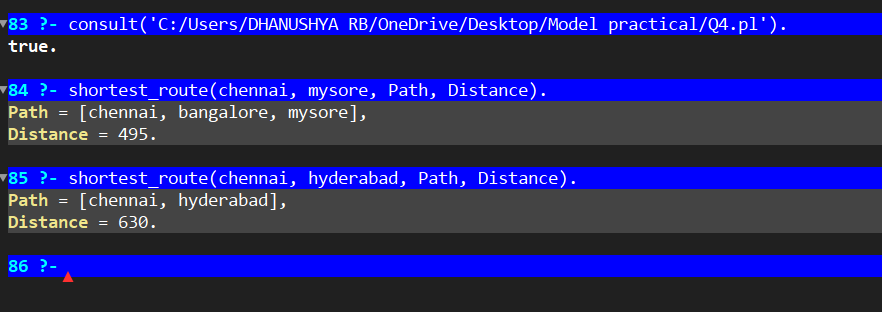 83 ?- consult('C:/Users/DHANUSHYA RB/OneDrive/Desktop/Model practical/Q4.pl').
true.
84 ?- shortest_route(chennai, mysore, Path, Distance).
Path = [chennai, bangalore, mysore],
Distance = 495.
85 ?- shortest_route(chennai, hyderabad, Path, Distance).
Path = [chennai, hyderabad],
Distance = 630.
86 ?-